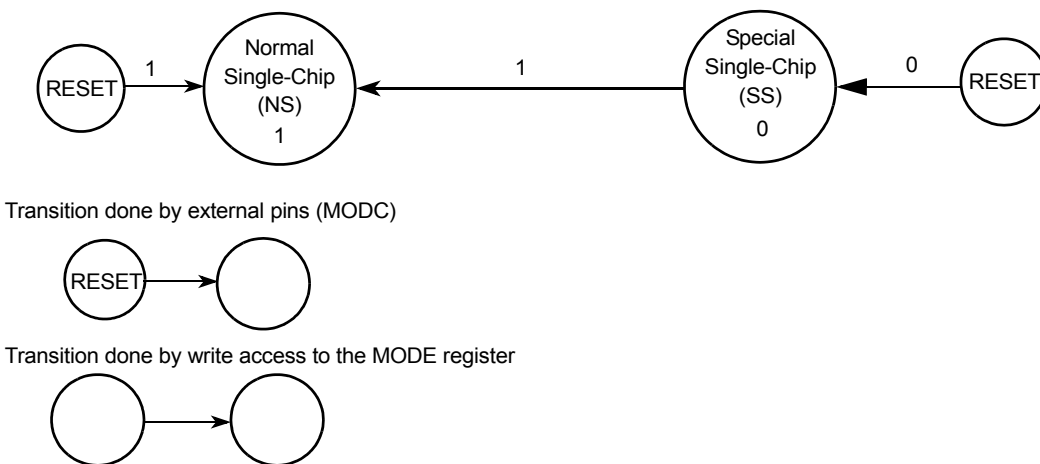 RESET
1
Normal
Single-Chip
(NS)
1
1
Special
Single-Chip
(SS)
0
0
RESET
Transition done by external pins (MODC)
RESET
Transition done by write access to the MODE register